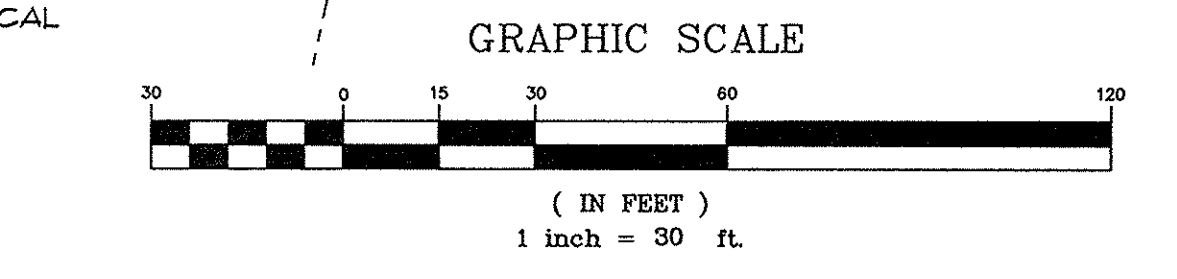 CAL
GRAPHIC SCALE
30 0 15 30 60 120
( IN FEET )
1 inch = 30 ft.